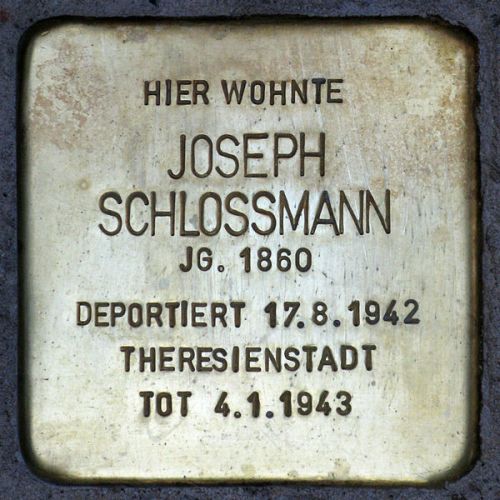 HIER WOHNTE
JOSEPH
SCHLOSSMANN
JG. 1860
DEPORTIERT 17.8.1942
THERESIENSTADT
TOT 4.1.1943